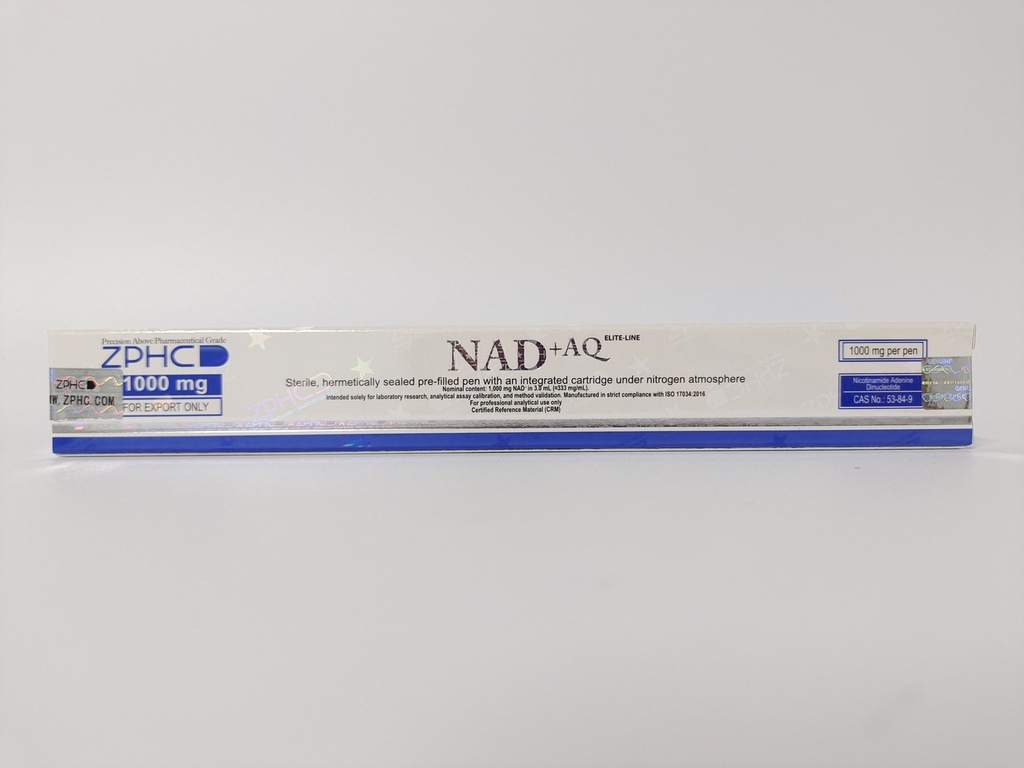 Precision Above Pharmaceutical Grade
ZPHC
1000 mg
FOR EXPORT ONLY
ZPHC
WWW.ZPHC.COM
NAD+AQ ELITE-LINE
Sterile, hermetically sealed pre-filled pen with an integrated cartridge under nitrogen atmosphere
Nominal content: 1,000 mg NAD+ in 3.0 mL (≈333 mg/mL).
Intended solely for laboratory research, analytical assay calibration, and method validation. Manufactured in strict compliance with ISO 17034:2016
For professional analytical use only
Certified Reference Material (CRM)
1000 mg per pen
Nicotinamide Adenine
Dinucleotide
CAS No.: 53-84-9